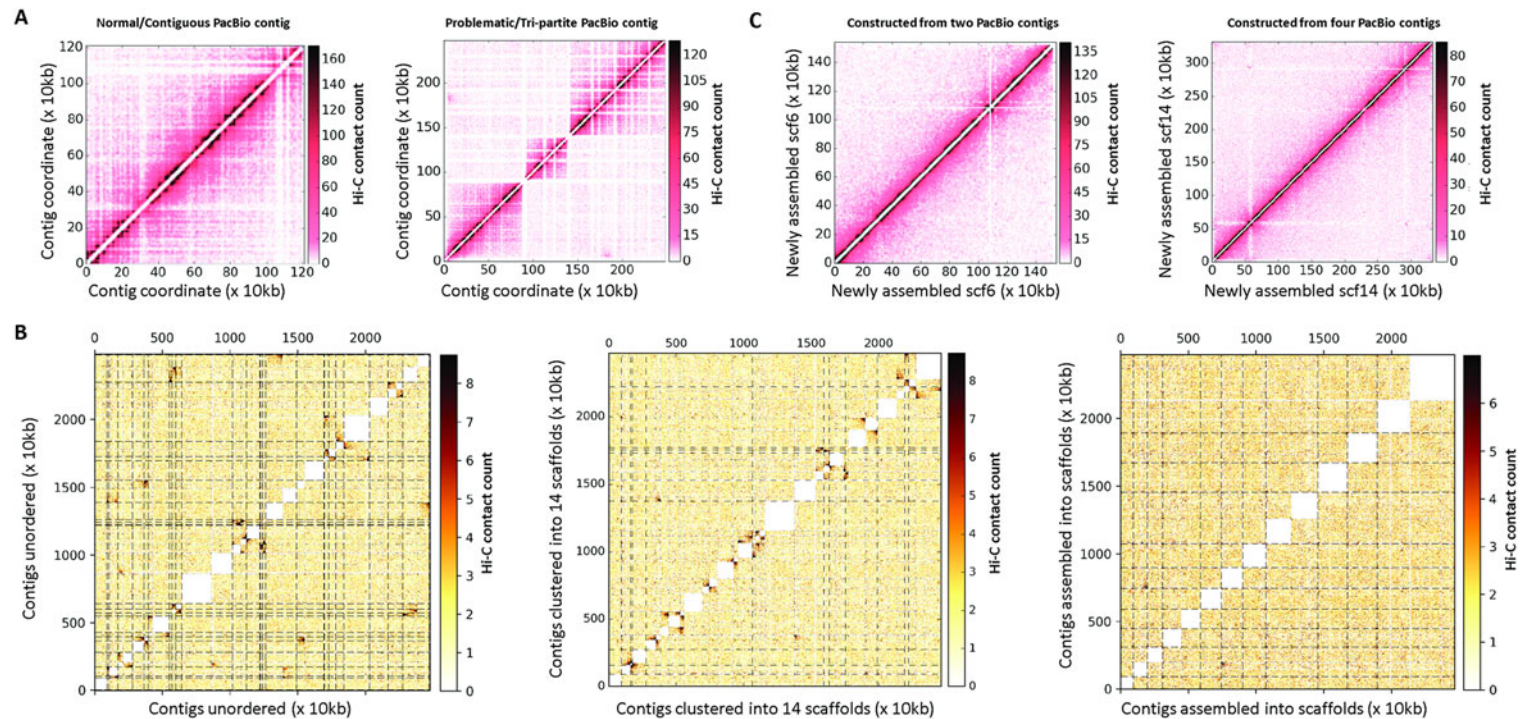 A
Normal/Contiguous PacBio contig
Contig coordinate (x 10kb)
120
100
80
60
40
20
0
0 20 40 60 80 100 120
Contig coordinate (x 10kb)
160
140
120
100
80
60
40
20
0
Hi-C contact count
Problematic/Tri-partite PacBio contig
Contig coordinate (x 10kb)
200
150
100
50
0
0 50 100 150 200
Contig coordinate (x 10kb)
120
105
90
75
60
45
30
15
0
Hi-C contact count
C
Constructed from two PacBio contigs
Newly assembled scf6 (x 10kb)
140
120
100
80
60
40
20
0
0 20 40 60 80 100 120 140
Newly assembled scf6 (x 10kb)
135
120
105
90
75
60
45
30
15
0
Hi-C contact count
Constructed from four PacBio contigs
Newly assembled scf14 (x 10kb)
300
250
200
150
100
50
0
0 50 100 150 200 250 300
Newly assembled scf14 (x 10kb)
80
70
60
50
40
30
20
10
0
Hi-C contact count
B
0 500 1000 1500 2000
Contigs unordered (x 10kb)
2000
1500
1000
500
0
Contigs unordered (x 10kb)
8
7
6
5
4
3
2
1
0
Hi-C contact count
0 500 1000 1500 2000
Contigs clustered into 14 scaffolds (x 10kb)
2000
1500
1000
500
0
Contigs clustered into 14 scaffolds (x 10kb)
8
7
6
5
4
3
2
1
0
Hi-C contact count
0 500 1000 1500 2000
Contigs assembled into scaffolds (x 10kb)
2000
1500
1000
500
0
Contigs assembled into scaffolds (x 10kb)
6
5
4
3
2
1
0
Hi-C contact count